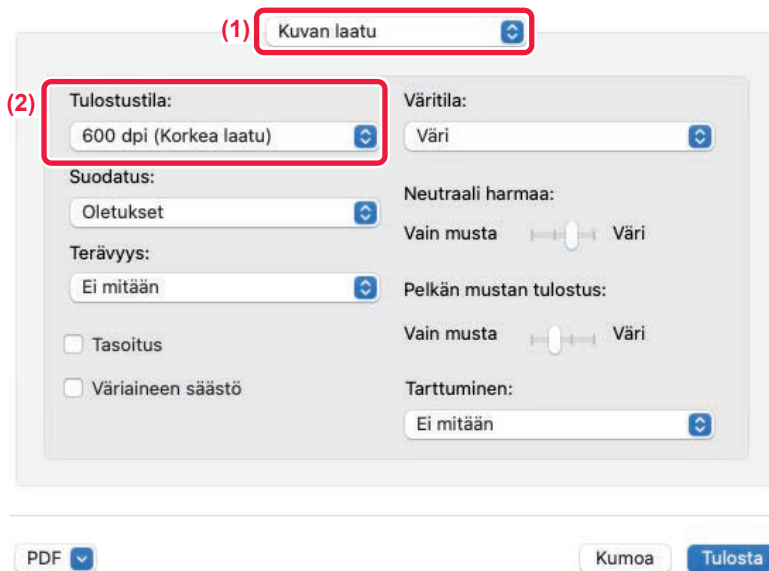 (1) Kuvan laatu
(2) Tulostustila:
600 dpi (Korkea laatu)
Suodatus:
Oletukset
Terävyys:
Ei mitään
Tasoitus
Väriaineen säästö
Väritila:
Väri
Neutraali harmaa:
Vain musta Väri
Pelkän mustan tulostus:
Vain musta Väri
Tarttuminen:
Ei mitään
PDF Kumoa Tulosta